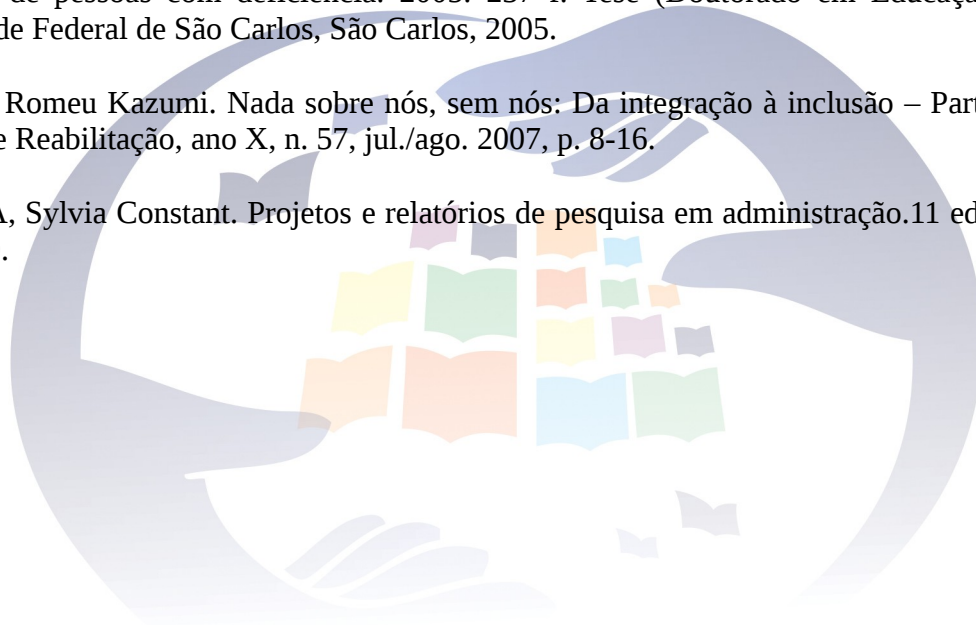 de pessoas com deficiência. 2005. 237 f. Tese (Doutorado em Educaçã
de Federal de São Carlos, São Carlos, 2005.
Romeu Kazumi. Nada sobre nós, sem nós: Da integração à inclusão – Part
e Reabilitação, ano X, n. 57, jul./ago. 2007, p. 8-16.
A, Sylvia Constant. Projetos e relatórios de pesquisa em administração.11 ed
.